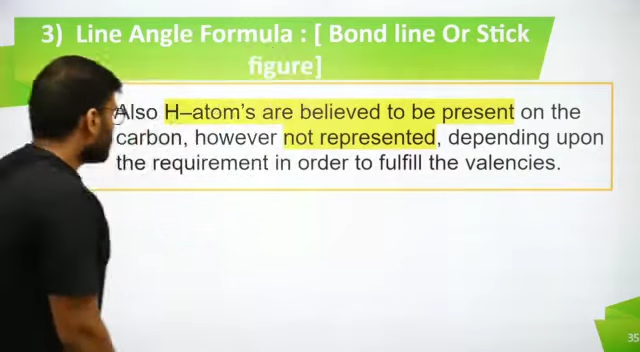 3) Line Angle Formula : [ Bond line Or Stick
figure]
Also H–atom's are believed to be present on the
carbon, however not represented, depending upon
the requirement in order to fulfill the valencies.
35